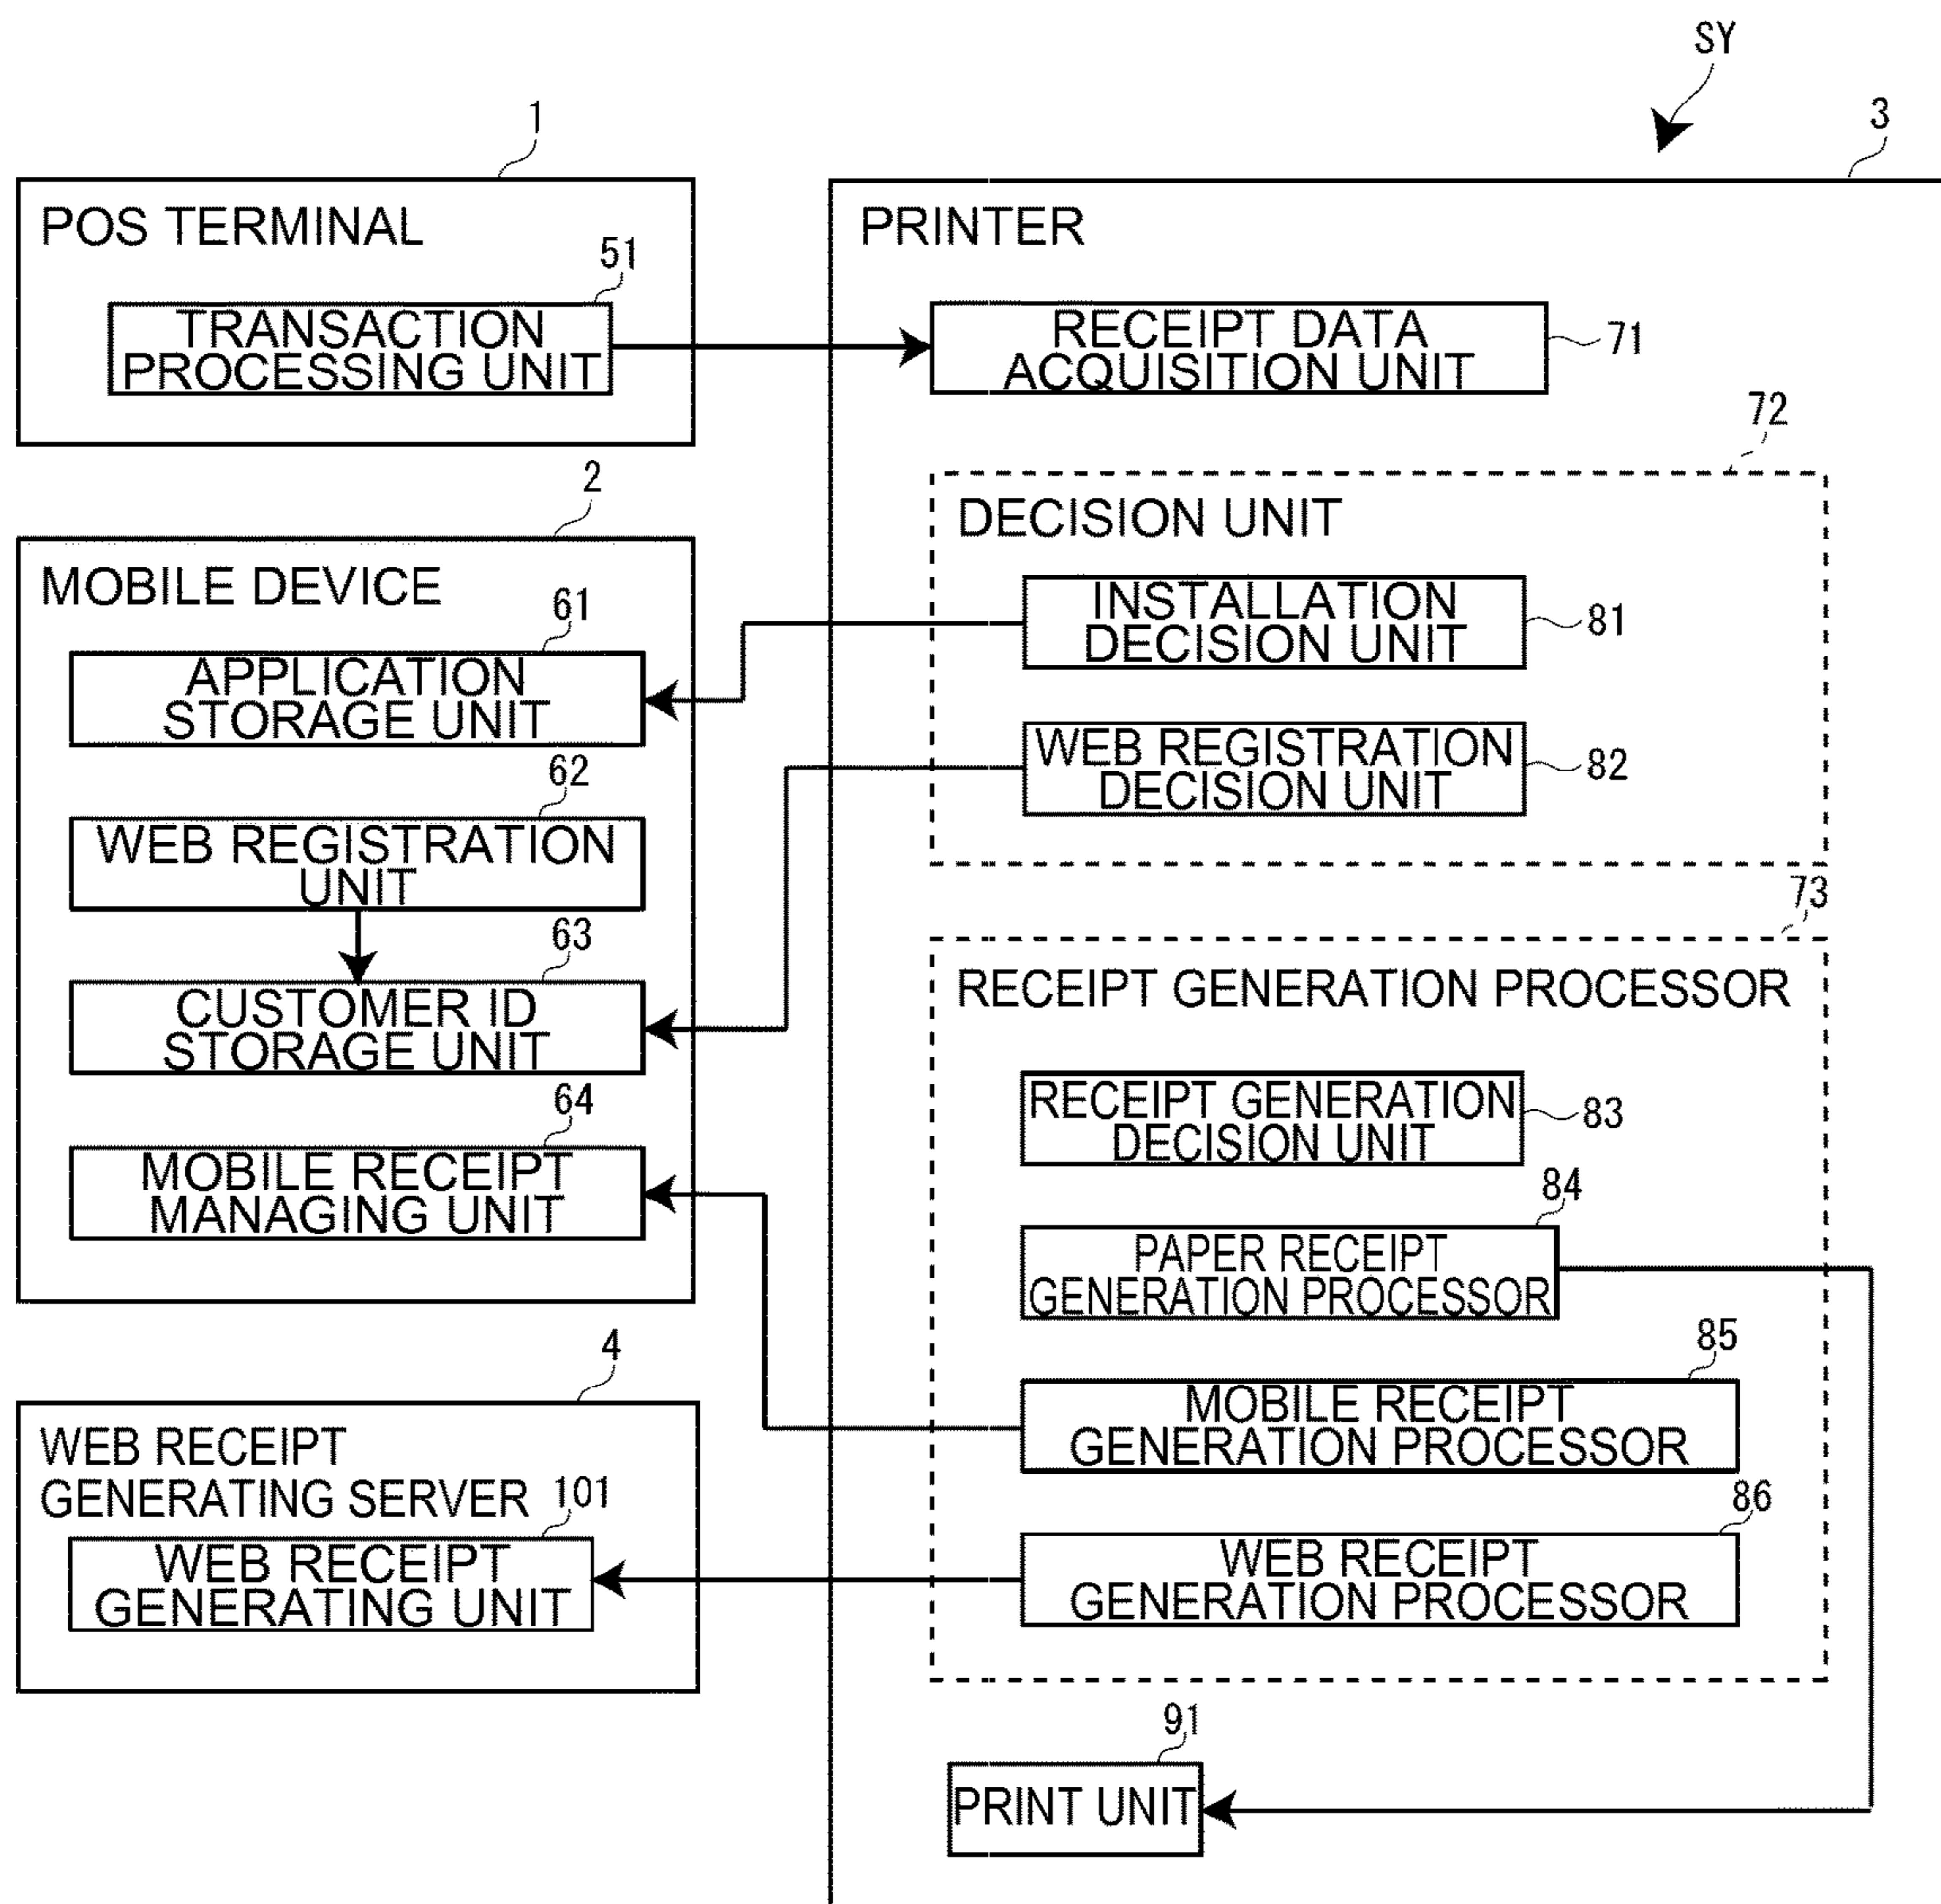 SY
1
3
POS TERMINAL
51
TRANSACTION
PROCESSING UNIT
PRINTER
RECEIPT DATA
ACQUISITION UNIT
71
72
2
MOBILE DEVICE
61
APPLICATION
STORAGE UNIT
62
WEB REGISTRATION
UNIT
63
CUSTOMER ID
STORAGE UNIT
64
MOBILE RECEIPT
MANAGING UNIT
DECISION UNIT
INSTALLATION
DECISION UNIT
81
WEB REGISTRATION
DECISION UNIT
82
73
RECEIPT GENERATION PROCESSOR
RECEIPT GENERATION
DECISION UNIT
83
84
PAPER RECEIPT
GENERATION PROCESSOR
85
MOBILE RECEIPT
GENERATION PROCESSOR
86
WEB RECEIPT
GENERATION PROCESSOR
4
WEB RECEIPT
GENERATING SERVER
101
WEB RECEIPT
GENERATING UNIT
91
PRINT UNIT